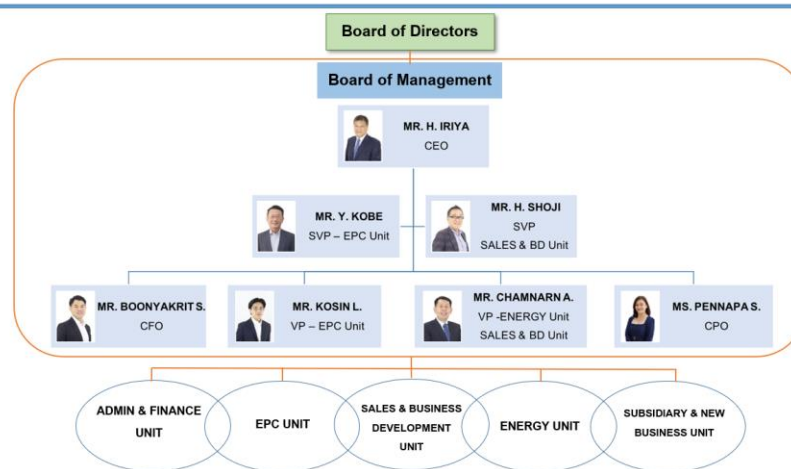 Board of Directors
Board of Management
MR. H. IRIYA
CEO
MR. Y. KOBE
SVP – EPC Unit
MR. H. SHOJI
SVP
SALES & BD Unit
MR. BOONYAKRIT S.
CFO
MR. KOSIN L.
VP – EPC Unit
MR. CHAMNARN A.
VP -ENERGY Unit
SALES & BD Unit
MS. PENNAPA S.
CPO
ADMIN & FINANCE
UNIT
EPC UNIT
SALES & BUSINESS
DEVELOPMENT
UNIT
ENERGY UNIT
SUBSIDIARY & NEW
BUSINESS UNIT